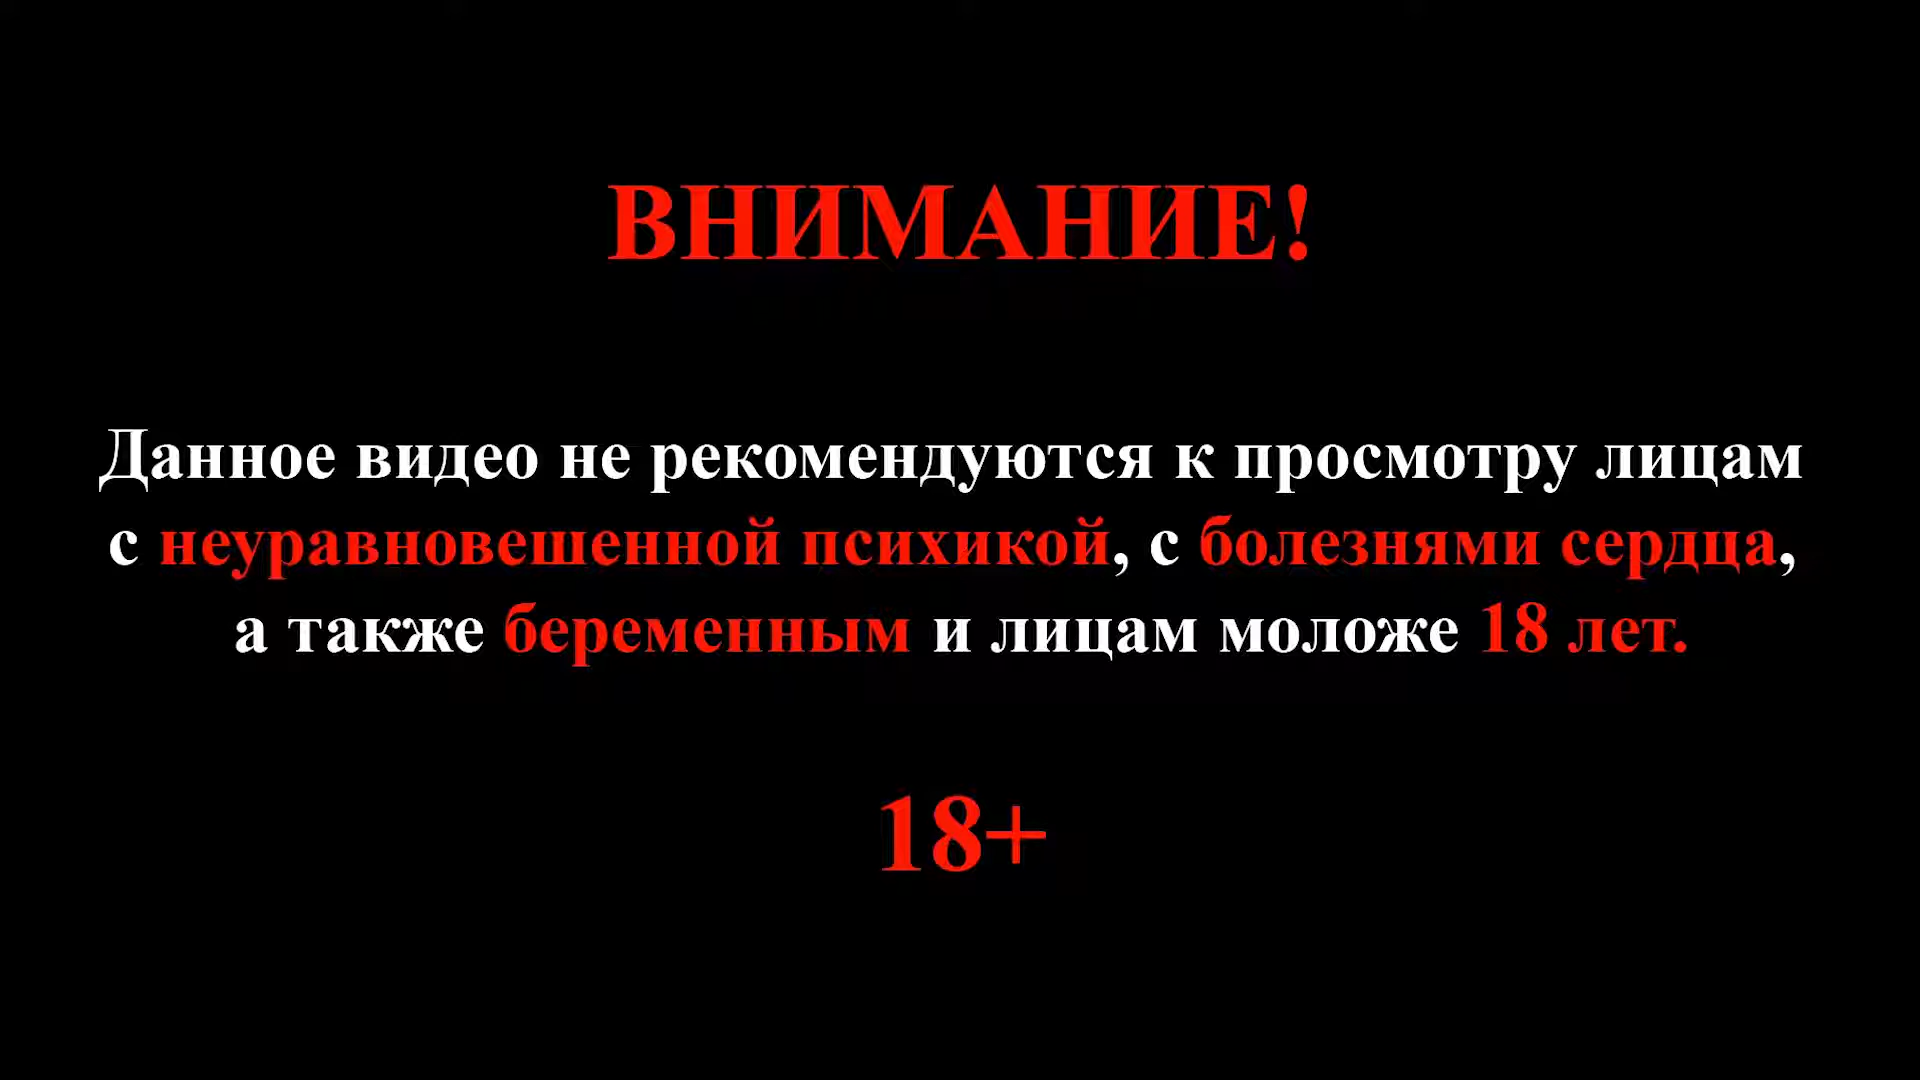 ВНИМАНИЕ!
Данное видео не рекомендуются к просмотру лицам
с неуравновешенной психикой, с болезнями сердца,
а также беременным и лицам моложе 18 лет.
18+